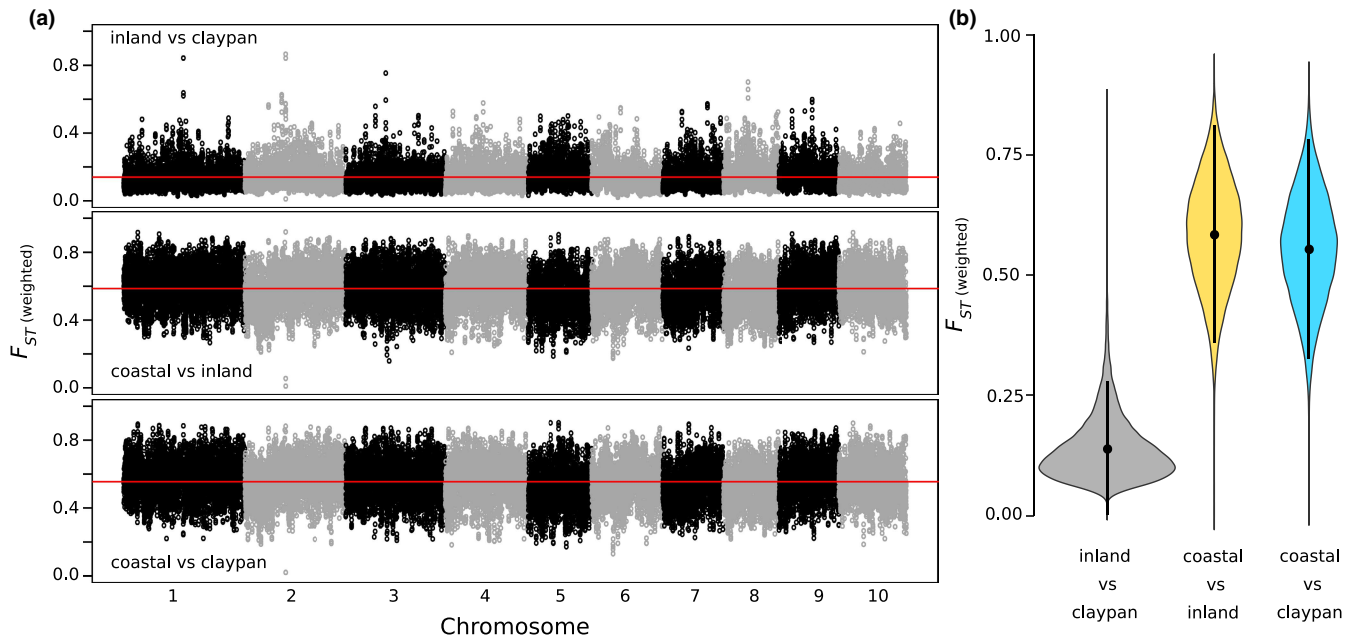 (a)
inland vs claypan
0.8
0.4
0.0
coastal vs inland
0.8
0.4
0.0
coastal vs claypan
0.8
0.4
0.0
FST (weighted)
1 2 3 4 5 6 7 8 9 10
Chromosome
(b)
1.00
0.75
0.50
0.25
0.00
FST (weighted)
inland
vs
claypan
coastal
vs
inland
coastal
vs
claypan